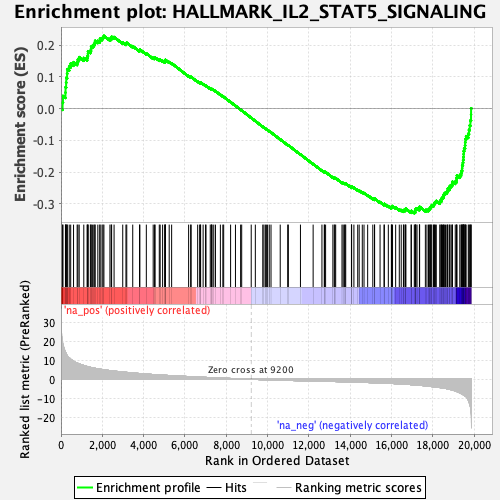 Enrichment plot: HALLMARK_IL2_STAT5_SIGNALING
Enrichment score (ES)
0.2
0.1
0.0
-0.1
-0.2
-0.3
'na_pos' (positively correlated)
Ranked list metric (PreRanked)
30
20
10
0
-10
-20
Zero cross at 9200
'na_neg' (negatively correlated)
0
2,000
4,000
6,000
8,000
10,000
12,000
14,000
16,000
18,000
20,000
Rank in Ordered Dataset
Enrichment profile
Hits
Ranking metric scores